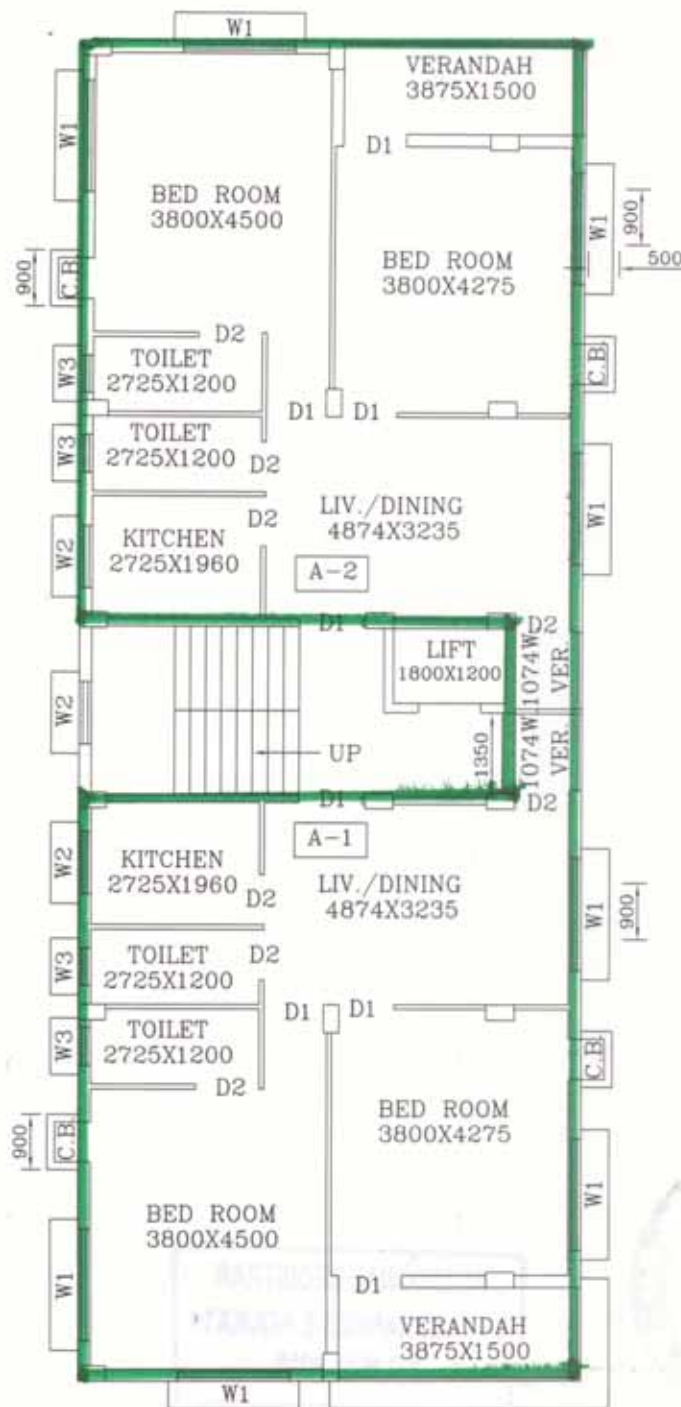 W1
VERANDAH
3875X1500
W1
D1
BED ROOM
3800X4500
W1
900
BED ROOM
3800X4275
500
900
C.B.
D2
TOILET
2725X1200
W3
C.B.
D1
D1
TOILET
2725X1200
W3
D2
D2
LIV./DINING
4874X3235
W1
KITCHEN
2725X1960
W2
A-2
D1
D2
LIFT
1800X1200
1074W.
VER.
W2
UP
1350
1074W.
VER.
D1
D2
A-1
KITCHEN
2725X1960
W2
D2
LIV./DINING
4874X3235
W1
900
D2
TOILET
2725X1200
W3
D1
D1
TOILET
2725X1200
W3
D2
C.B.
BED ROOM
3800X4275
900
C.B.
W1
BED ROOM
3800X4500
W1
D1
VERANDAH
3875X1500
W1